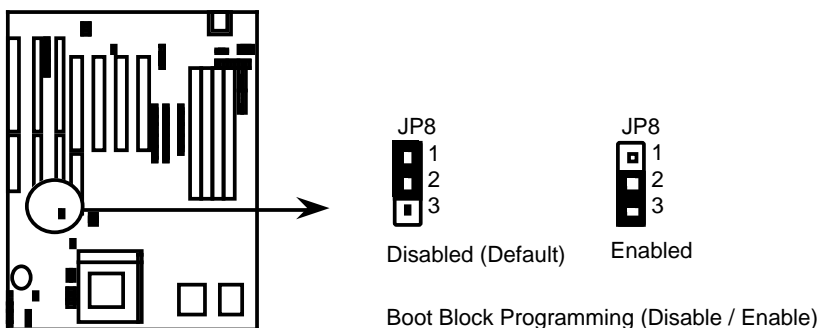 JP8
1
2
3
Disabled (Default)
JP8
1
2
3
Enabled
Boot Block Programming (Disable / Enable)